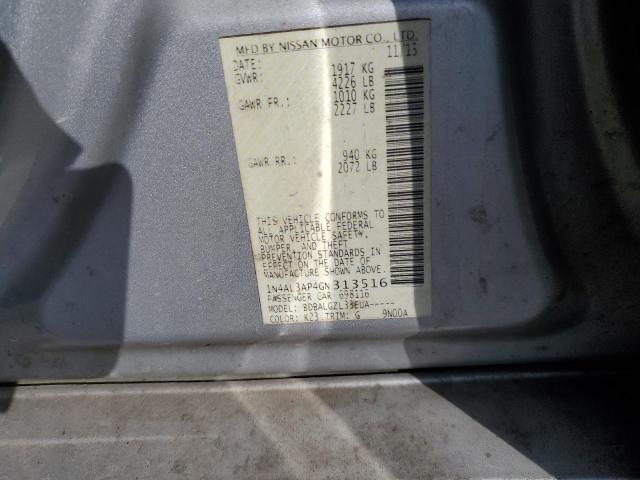 MFD BY NISSAN MOTOR CO., LTD.
DATE: 11/15
GVWR: 1917 KG
4226 LB
GAWR FR.: 1010 KG
2227 LB
GAWR RR.: 940 KG
2072 LB
THIS VEHICLE CONFORMS TO
ALL APPLICABLE FEDERAL
MOTOR VEHICLE SAFETY,
BUMPER, AND THEFT
PREVENTION STANDARDS IN
EFFECT ON THE DATE OF
MANUFACTURE SHOWN ABOVE.
1N4AL3AP4GN313516
PASSENGER CAR 698116
MODEL: BDBALGZL33EUA-----
COLOR: K23 TRIM: G 9N00A